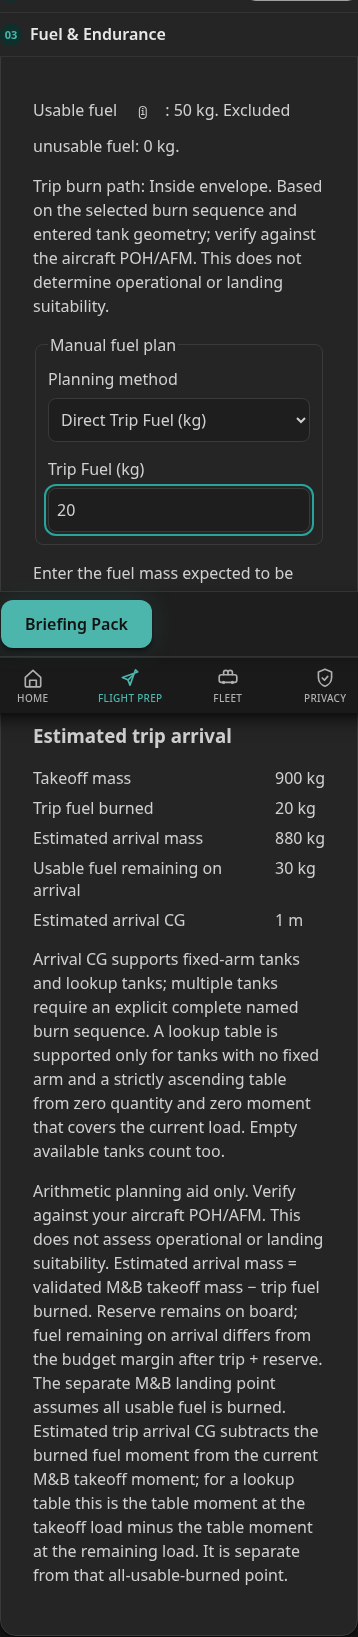 03 Fuel & Endurance
Usable fuel : 50 kg. Excluded
unusable fuel: 0 kg.
Trip burn path: Inside envelope. Based
on the selected burn sequence and
entered tank geometry; verify against
the aircraft POH/AFM. This does not
determine operational or landing
suitability.
Manual fuel plan
Planning method
Direct Trip Fuel (kg)
Trip Fuel (kg)
20
Enter the fuel mass expected to be
Briefing Pack
HOME FLIGHT PREP FLEET PRIVACY
Estimated trip arrival
Takeoff mass 900 kg
Trip fuel burned 20 kg
Estimated arrival mass 880 kg
Usable fuel remaining on 30 kg
arrival
Estimated arrival CG 1 m
Arrival CG supports fixed-arm tanks
and lookup tanks; multiple tanks
require an explicit complete named
burn sequence. A lookup table is
supported only for tanks with no fixed
arm and a strictly ascending table
from zero quantity and zero moment
that covers the current load. Empty
available tanks count too.
Arithmetic planning aid only. Verify
against your aircraft POH/AFM. This
does not assess operational or landing
suitability. Estimated arrival mass =
validated M&B takeoff mass − trip fuel
burned. Reserve remains on board;
fuel remaining on arrival differs from
the budget margin after trip + reserve.
The separate M&B landing point
assumes all usable fuel is burned.
Estimated trip arrival CG subtracts the
burned fuel moment from the current
M&B takeoff moment; for a lookup
table this is the table moment at the
takeoff load minus the table moment
at the remaining load. It is separate
from that all-usable-burned point.